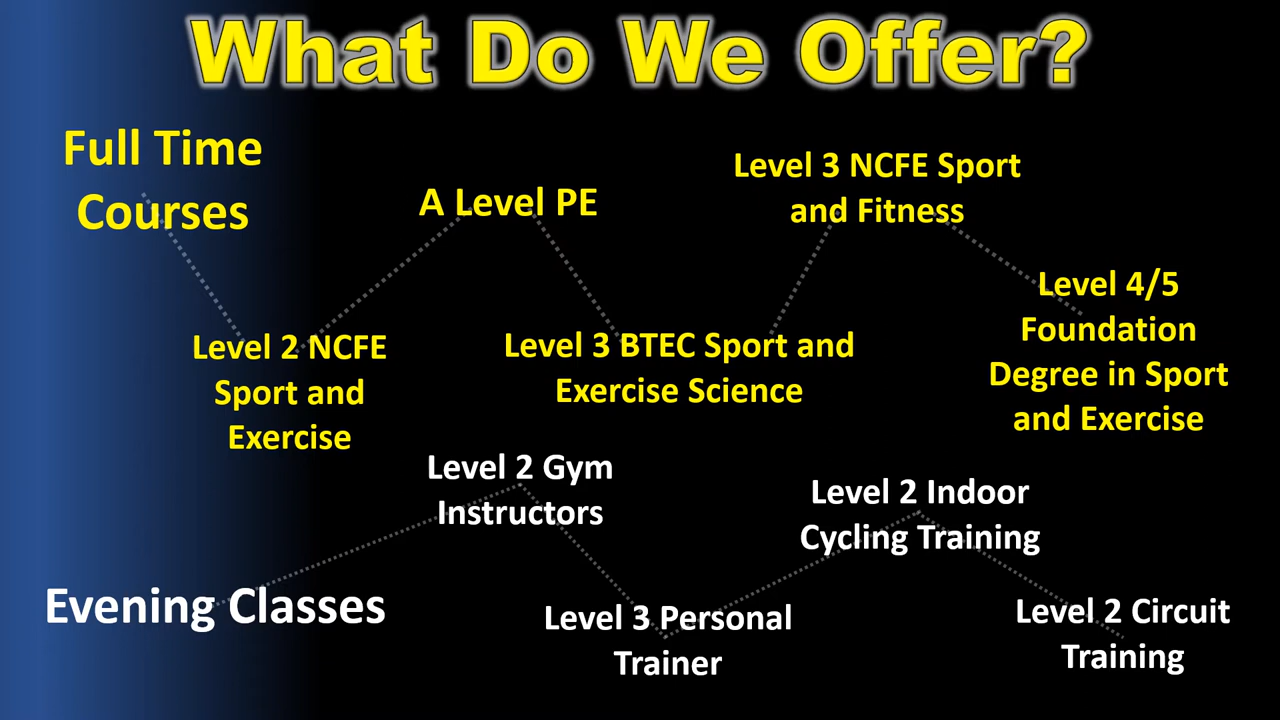 What Do We Offer?
Full Time
Courses
A Level PE
Level 3 NCFE Sport
and Fitness
Level 2 NCFE
Sport and
Exercise
Level 3 BTEC Sport and
Exercise Science
Level 4/5
Foundation
Degree in Sport
and Exercise
Evening Classes
Level 2 Gym
Instructors
Level 3 Personal
Trainer
Level 2 Indoor
Cycling Training
Level 2 Circuit
Training